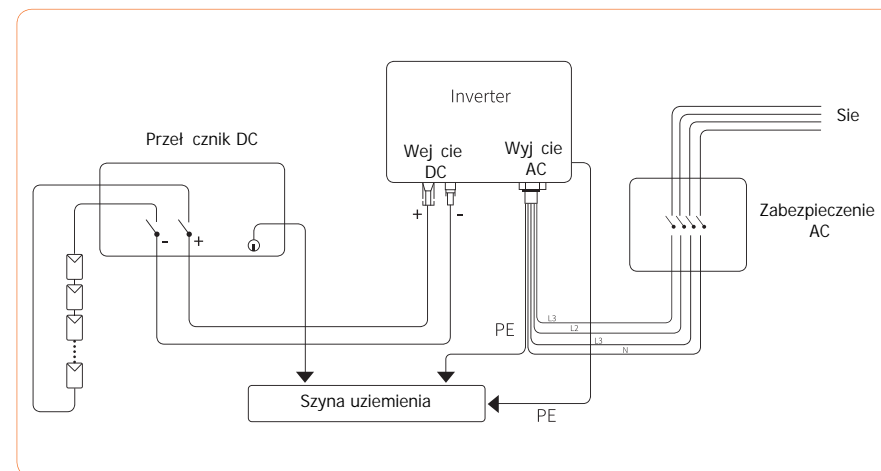 Inverter
Przeł cznik DC
Wej cie
DC
Wyj cie
AC
Sie
Zabezpieczenie
AC
+
-
-
+
L3
L2
L3
N
PE
Szyna uziemienia
PE